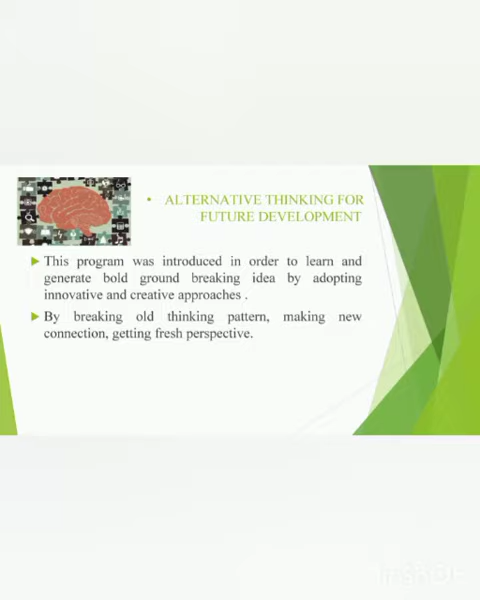 • ALTERNATIVE THINKING FOR
FUTURE DEVELOPMENT
This program was introduced in order to learn and
generate bold ground breaking idea by adopting
innovative and creative approaches .
By breaking old thinking pattern, making new
connection, getting fresh perspective.